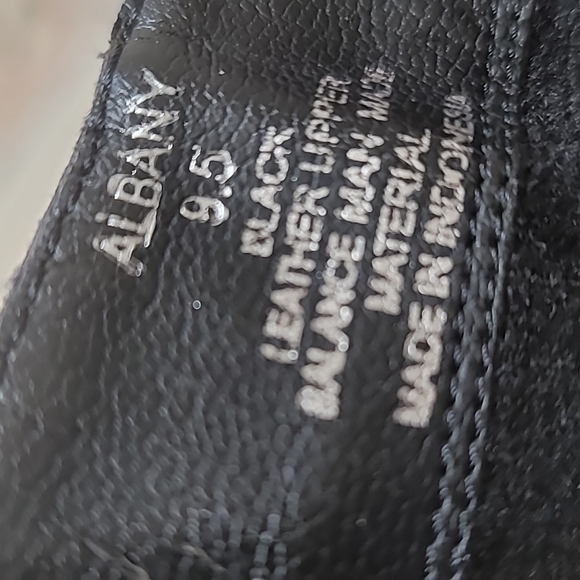 ALBANY
9.5
BLACK
LEATHER UPPER
BALANCE MAN MADE
MATERIAL
MADE IN INDONESIA